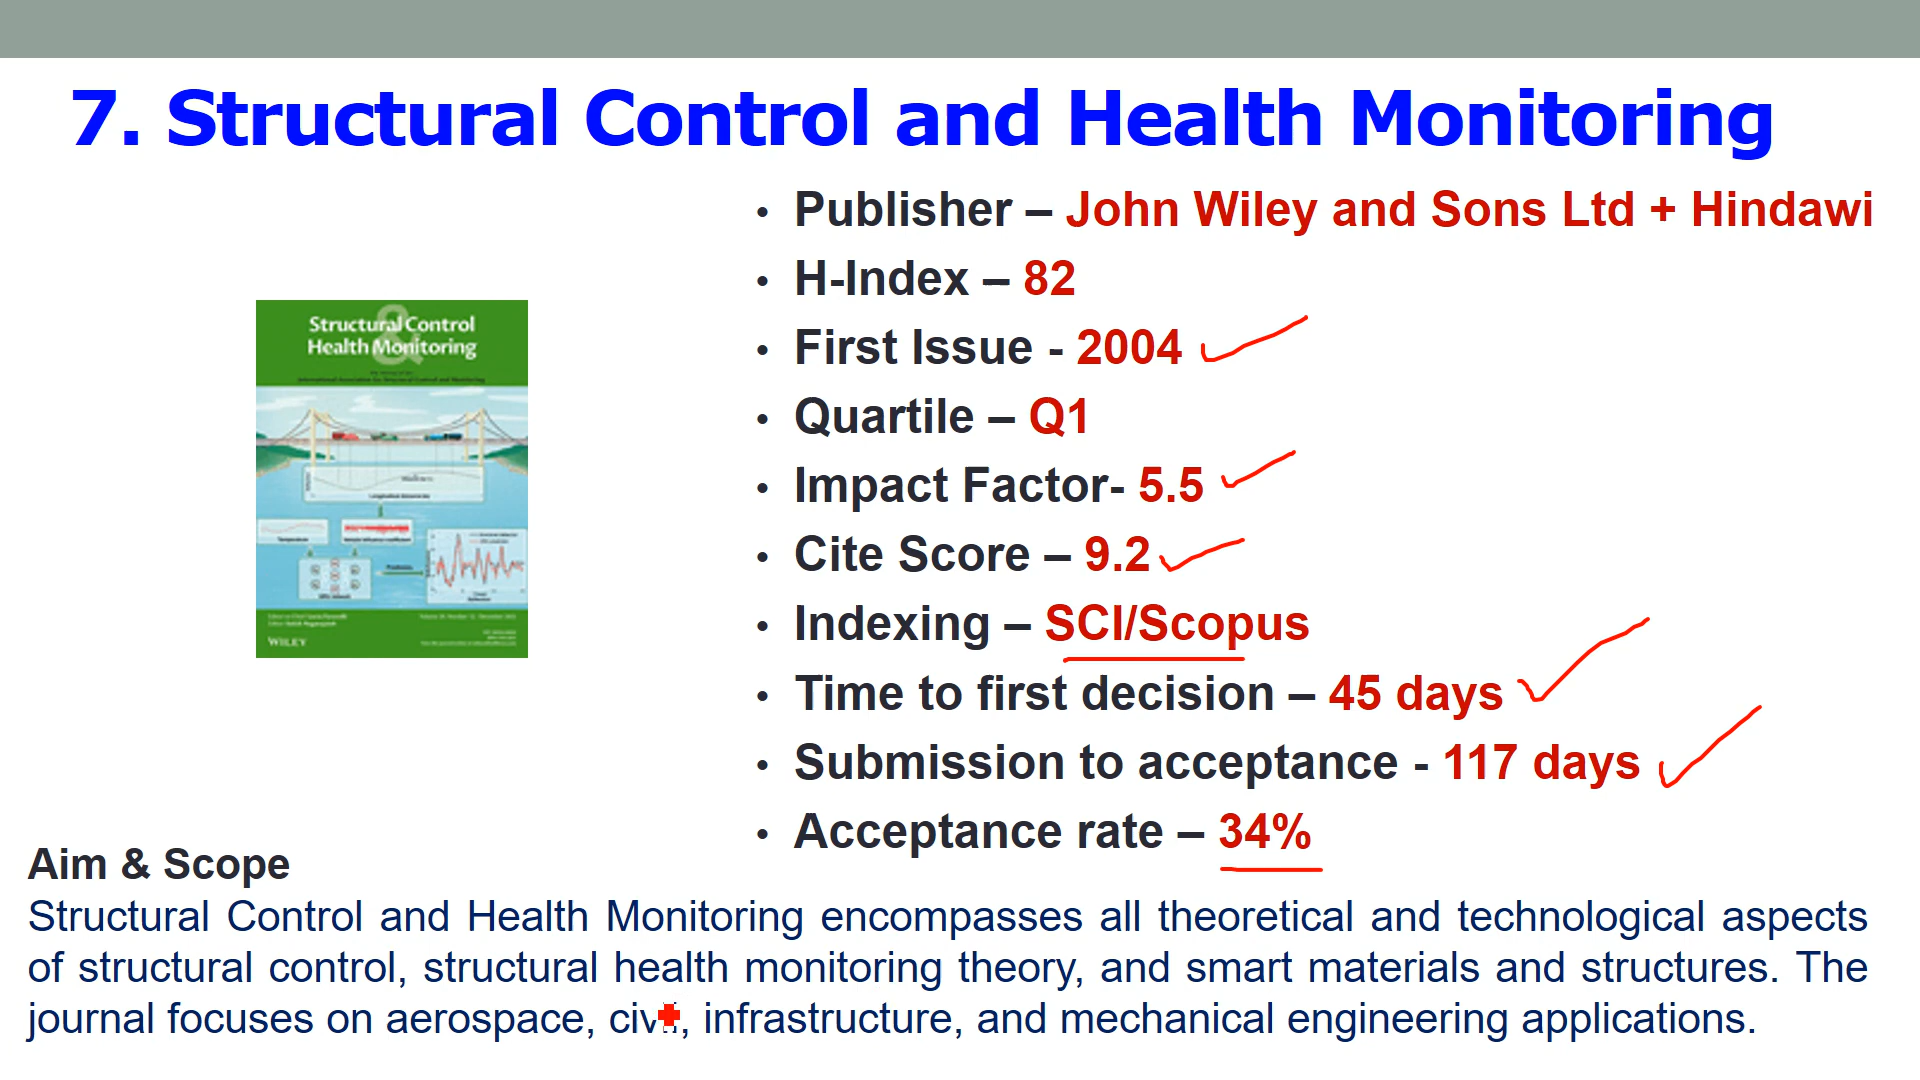 7. Structural Control and Health Monitoring
• Publisher – John Wiley and Sons Ltd + Hindawi
• H-Index – 82
• First Issue - 2004
• Quartile – Q1
• Impact Factor- 5.5
• Cite Score – 9.2
• Indexing – SCI/Scopus
• Time to first decision – 45 days
• Submission to acceptance - 117 days
• Acceptance rate – 34%
&
Structural Control
Health Monitoring
WILEY
Aim & Scope
Structural Control and Health Monitoring encompasses all theoretical and technological aspects
of structural control, structural health monitoring theory, and smart materials and structures. The
journal focuses on aerospace, civil, infrastructure, and mechanical engineering applications.